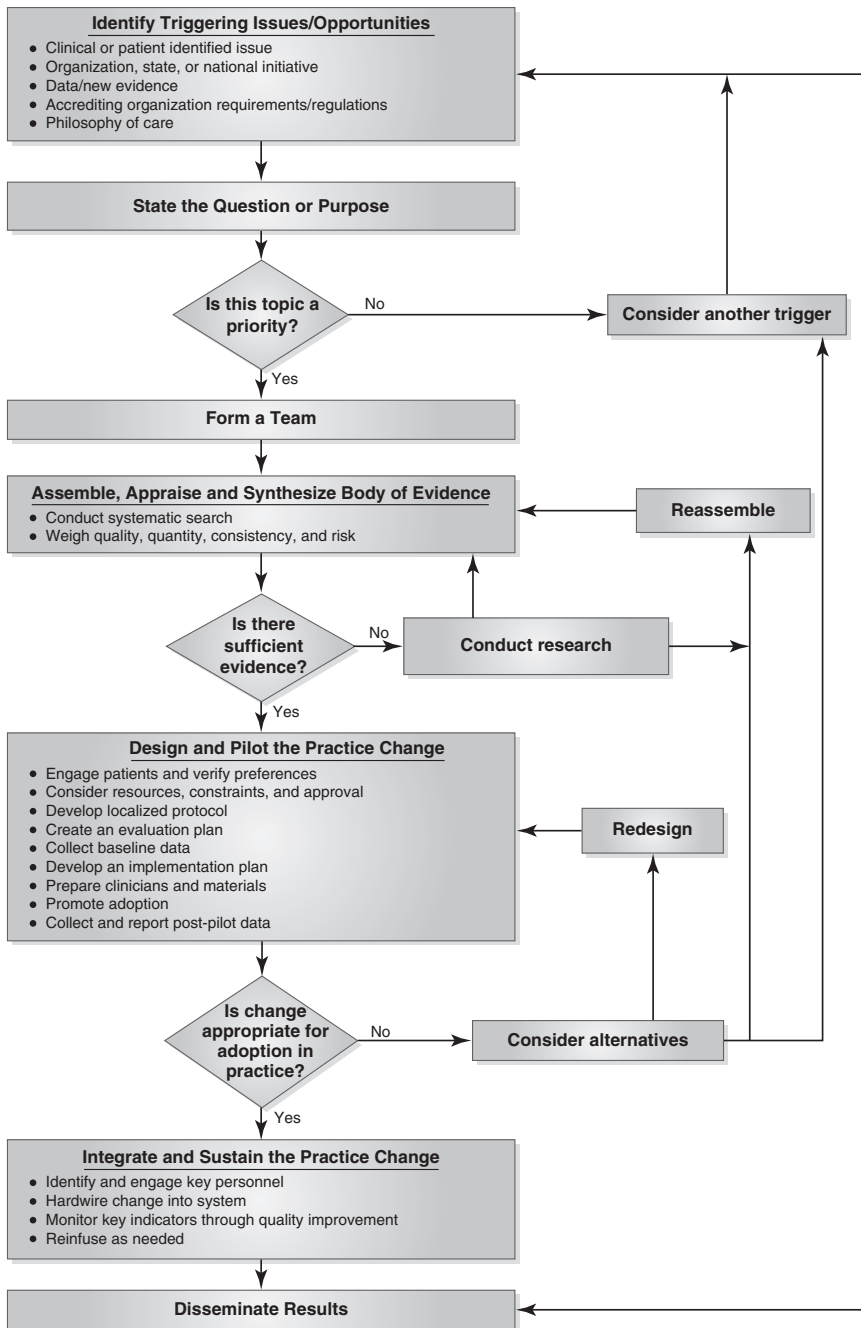 Identify Triggering Issues/Opportunities
● Clinical or patient identified issue
● Organization, state, or national initiative
● Data/new evidence
● Accrediting organization requirements/regulations
● Philosophy of care
State the Question or Purpose
Is this topic a
priority?
No
Consider another trigger
Yes
Form a Team
Assemble, Appraise and Synthesize Body of Evidence
● Conduct systematic search
● Weigh quality, quantity, consistency, and risk
Reassemble
Is there
sufficient
evidence?
No
Conduct research
Yes
Design and Pilot the Practice Change
● Engage patients and verify preferences
● Consider resources, constraints, and approval
● Develop localized protocol
● Create an evaluation plan
● Collect baseline data
● Develop an implementation plan
● Prepare clinicians and materials
● Promote adoption
● Collect and report post-pilot data
Redesign
Is change
appropriate for
adoption in
practice?
No
Consider alternatives
Yes
Integrate and Sustain the Practice Change
● Identify and engage key personnel
● Hardwire change into system
● Monitor key indicators through quality improvement
● Reinfuse as needed
Disseminate Results